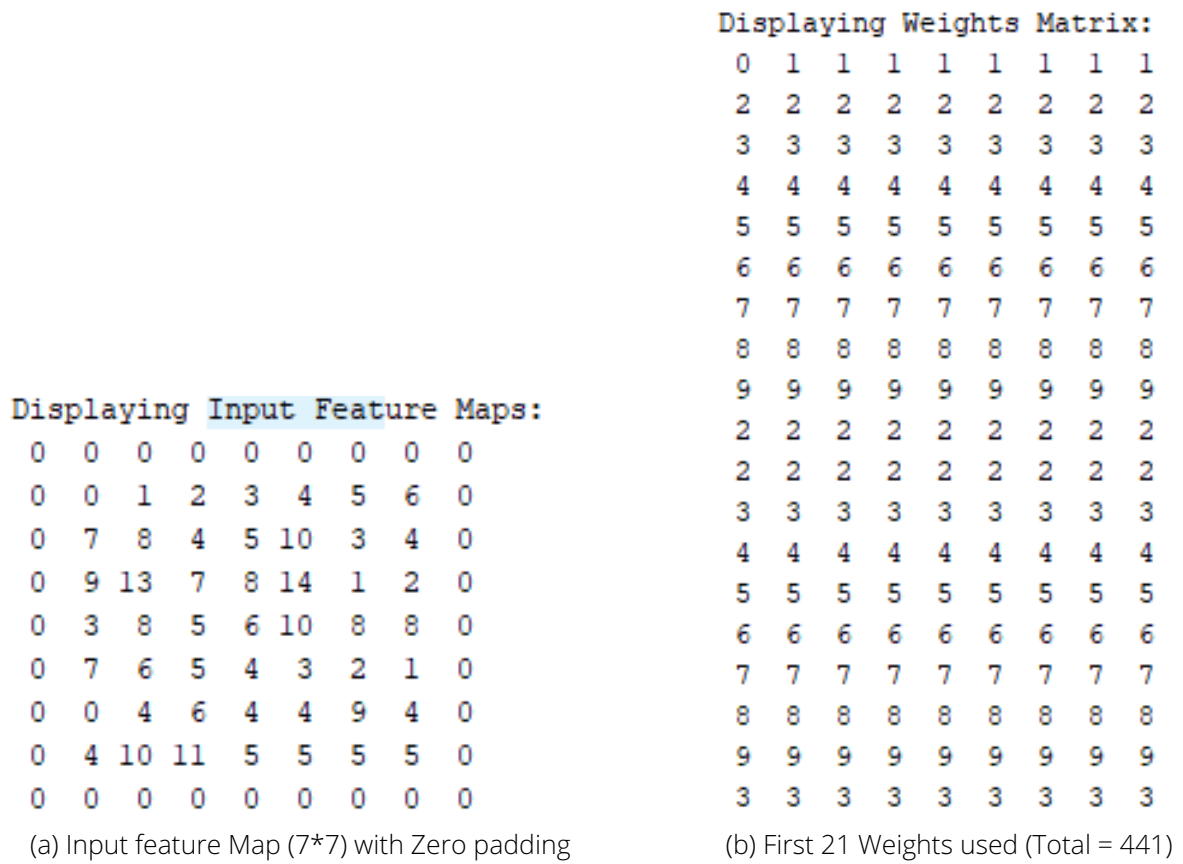 Displaying Input Feature Maps:
0 0 0 0 0 0 0 0 0
0 0 1 2 3 4 5 6 0
0 7 8 4 5 10 3 4 0
0 9 13 7 8 14 1 2 0
0 3 8 5 6 10 8 8 0
0 7 6 5 4 3 2 1 0
0 0 4 6 4 4 9 4 0
0 4 10 11 5 5 5 5 0
0 0 0 0 0 0 0 0 0
(a) Input feature Map (7*7) with Zero padding
Displaying Weights Matrix:
0 1 1 1 1 1 1 1 1
2 2 2 2 2 2 2 2 2
3 3 3 3 3 3 3 3 3
4 4 4 4 4 4 4 4 4
5 5 5 5 5 5 5 5 5
6 6 6 6 6 6 6 6 6
7 7 7 7 7 7 7 7 7
8 8 8 8 8 8 8 8 8
9 9 9 9 9 9 9 9 9
2 2 2 2 2 2 2 2 2
2 2 2 2 2 2 2 2 2
3 3 3 3 3 3 3 3 3
4 4 4 4 4 4 4 4 4
5 5 5 5 5 5 5 5 5
6 6 6 6 6 6 6 6 6
7 7 7 7 7 7 7 7 7
8 8 8 8 8 8 8 8 8
9 9 9 9 9 9 9 9 9
3 3 3 3 3 3 3 3 3
(b) First 21 Weights used (Total = 441)